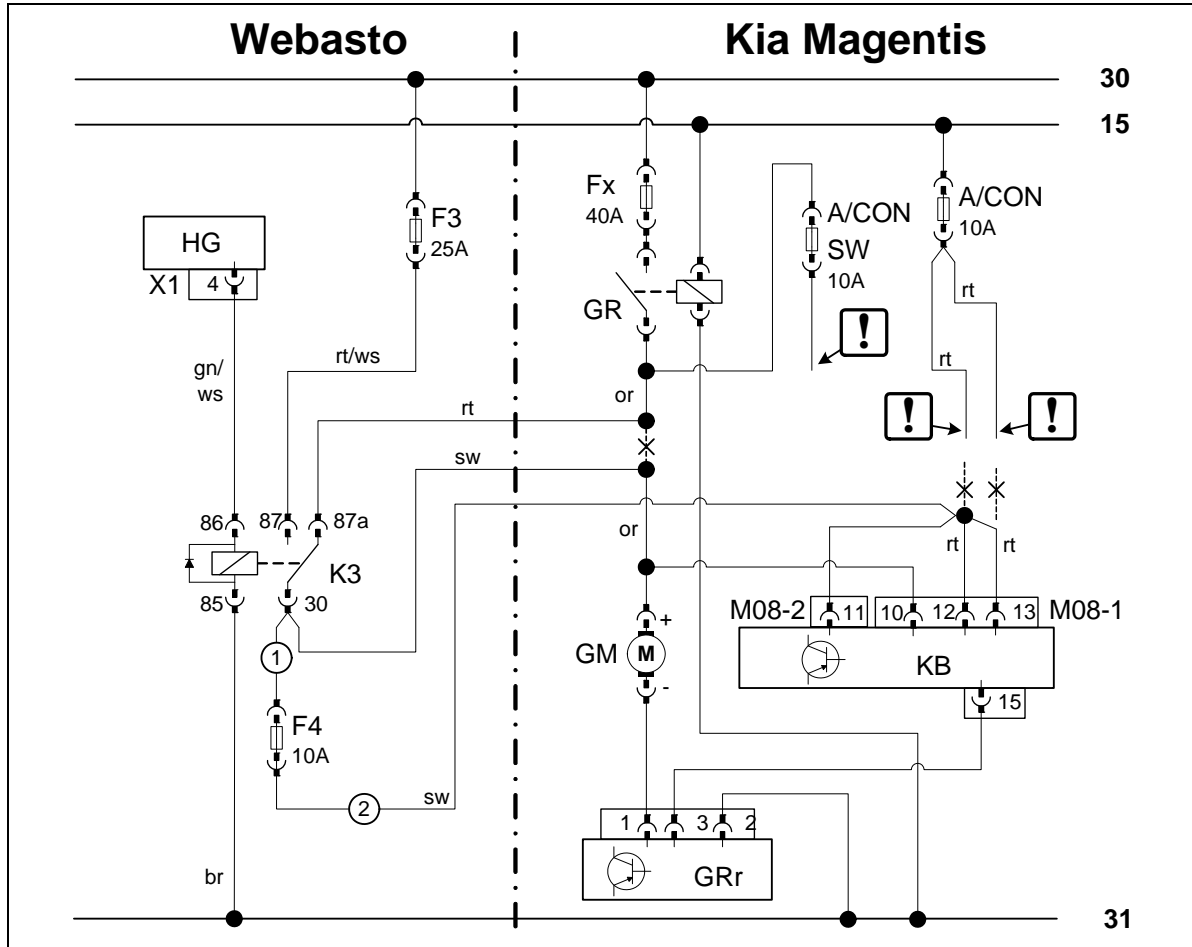 Webasto
Kia Magentis
30
15
Fx
40A
A/CON
SW
10A
A/CON
10A
F3
25A
HG
X1
4
GR
rt
rt
!
!
!
rt/ws
gn/
ws
or
rt
sw
or
rt
rt
86
87
87a
K3
85
30
M08-2
11
10
12
13
M08-1
KB
15
GM
M
+
-
1
F4
10A
2
sw
1
3
2
GRr
br
31